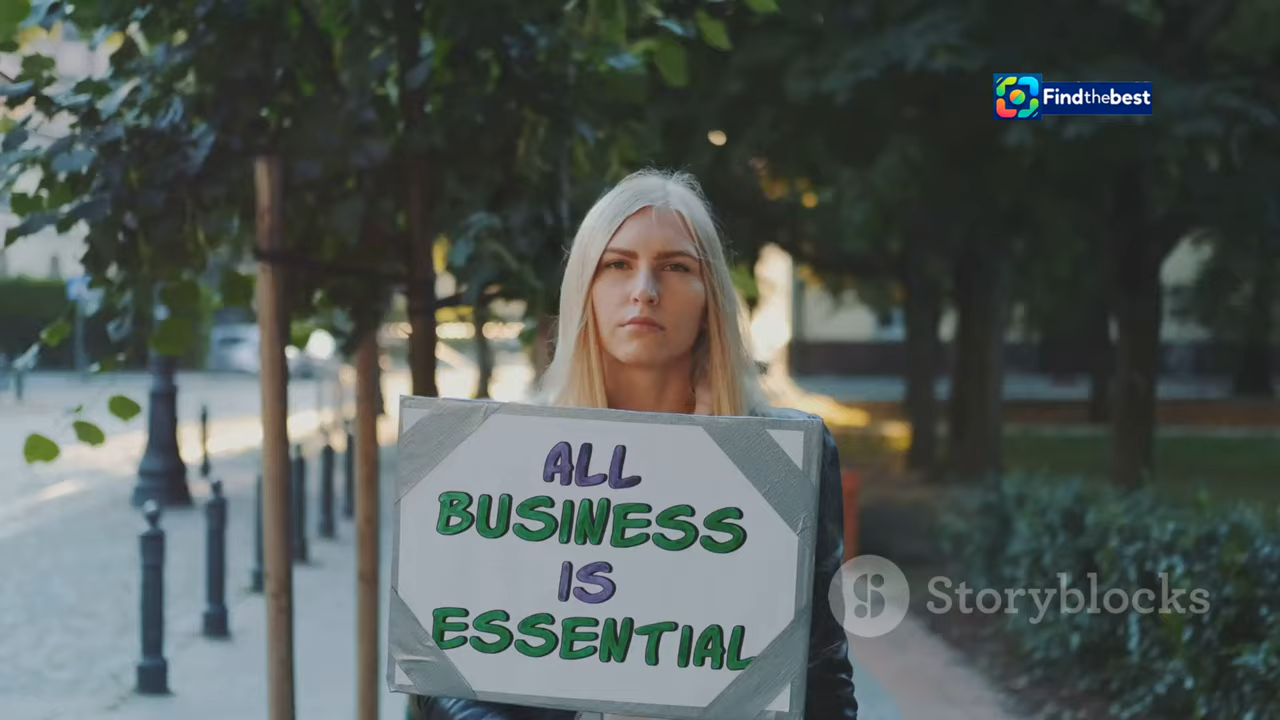 Findthebest
ALL
BUSINESS
IS
ESSENTIAL
Storyblocks